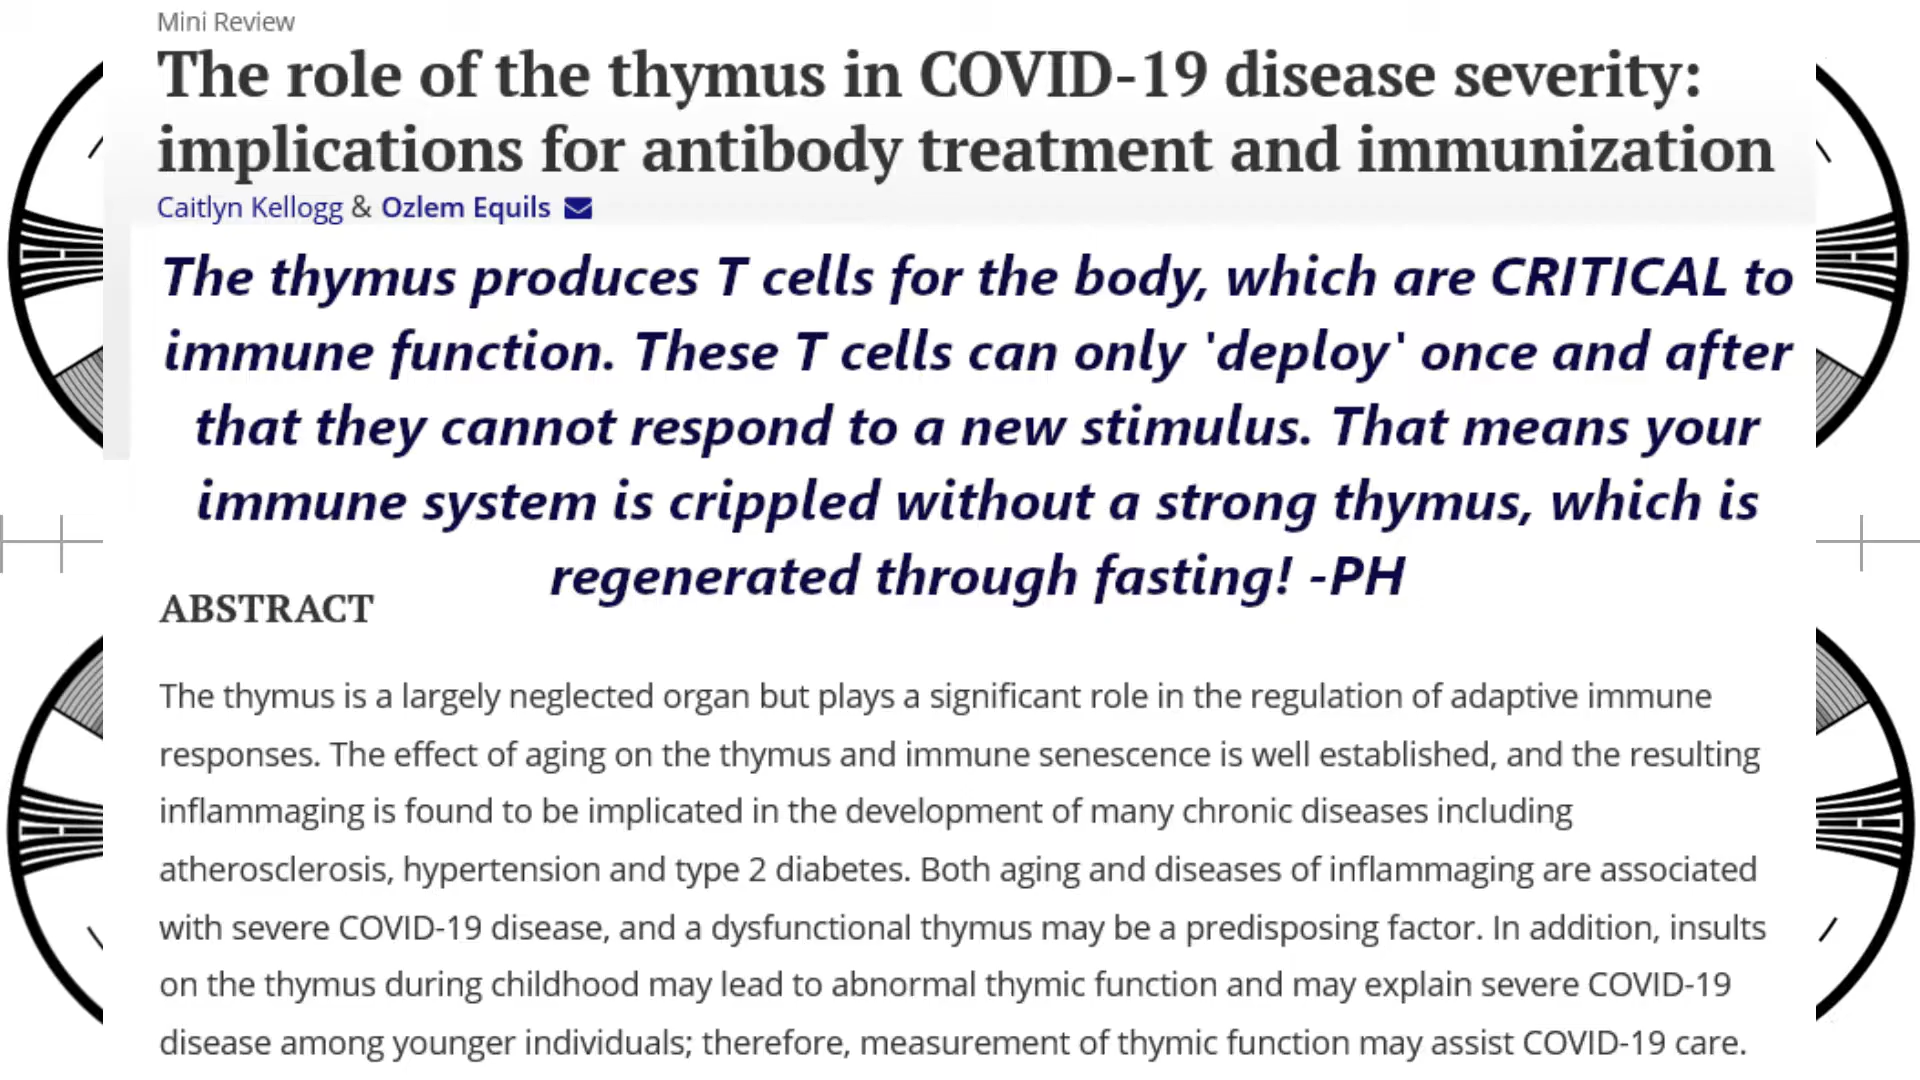 Mini Review
The role of the thymus in COVID-19 disease severity:
implications for antibody treatment and immunization
Caitlyn Kellogg & Ozlem Equils
The thymus produces T cells for the body, which are CRITICAL to
immune function. These T cells can only 'deploy' once and after
that they cannot respond to a new stimulus. That means your
immune system is crippled without a strong thymus, which is
regenerated through fasting! -PH
ABSTRACT
The thymus is a largely neglected organ but plays a significant role in the regulation of adaptive immune
responses. The effect of aging on the thymus and immune senescence is well established, and the resulting
inflammaging is found to be implicated in the development of many chronic diseases including
atherosclerosis, hypertension and type 2 diabetes. Both aging and diseases of inflammaging are associated
with severe COVID-19 disease, and a dysfunctional thymus may be a predisposing factor. In addition, insults
on the thymus during childhood may lead to abnormal thymic function and may explain severe COVID-19
disease among younger individuals; therefore, measurement of thymic function may assist COVID-19 care.